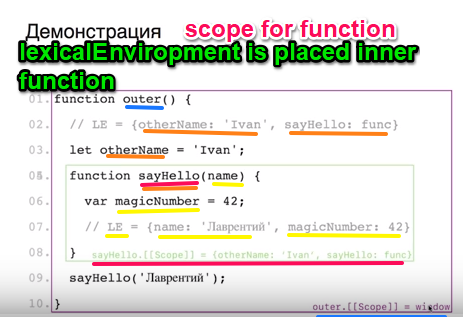 Демонстрация scope for function
lexicalEnviropment is placed inner
function
01. function outer() {
02. // LE = {otherName: 'Ivan', sayHello: func}
03. let otherName = 'Ivan';
04. function sayHello(name) {
05.
06. var magicNumber = 42;
07. // LE = {name: 'Лаврентий', magicNumber: 42}
08. } sayHello.[[Scope]] = {otherName: 'Ivan', sayHello: func}
09. sayHello('Лаврентий');
10. } outer.[[Scope]] = window